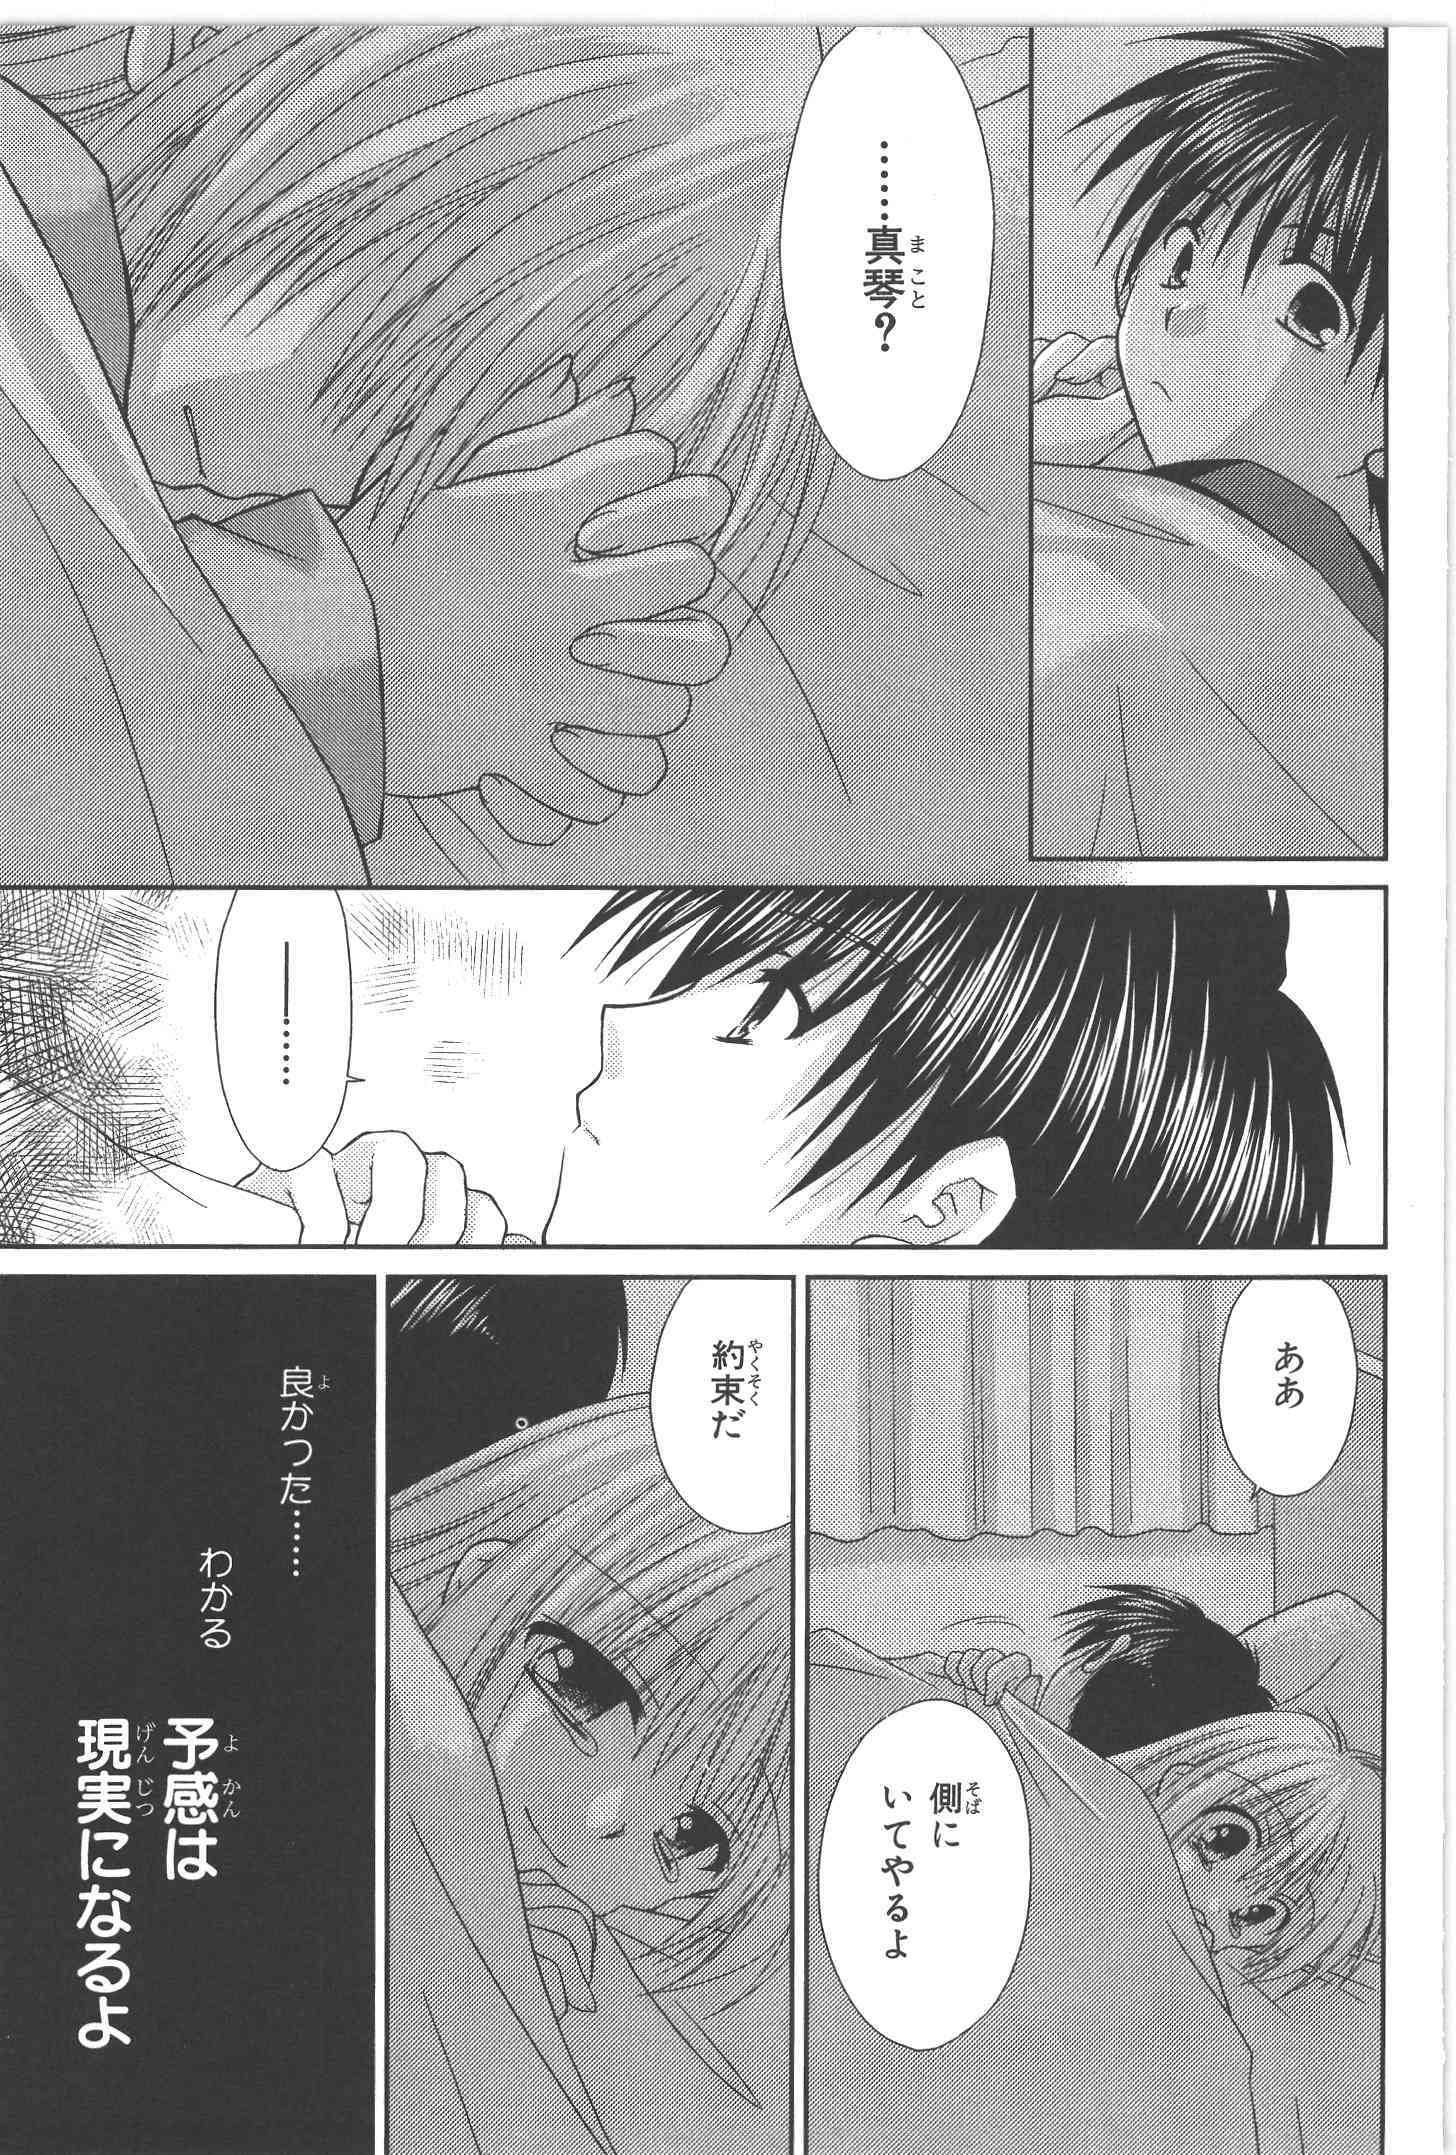 ……真琴?
―………
ああ
側に
いてやるよ
約束だ
良かった……
わかる
予感は
現実になるよ